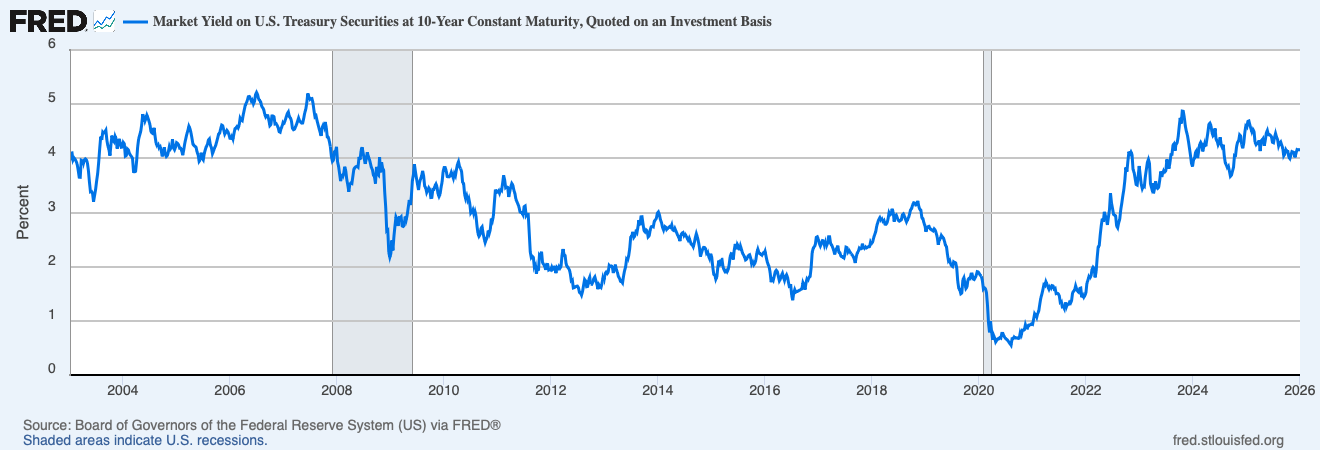 FRED Market Yield on U.S. Treasury Securities at 10-Year Constant Maturity, Quoted on an Investment Basis
6
5
4
3
2
1
0
Percent
2004 2006 2008 2010 2012 2014 2016 2018 2020 2022 2024 2026
Source: Board of Governors of the Federal Reserve System (US) via FRED®
Shaded areas indicate U.S. recessions.
fred.stlouisfed.org